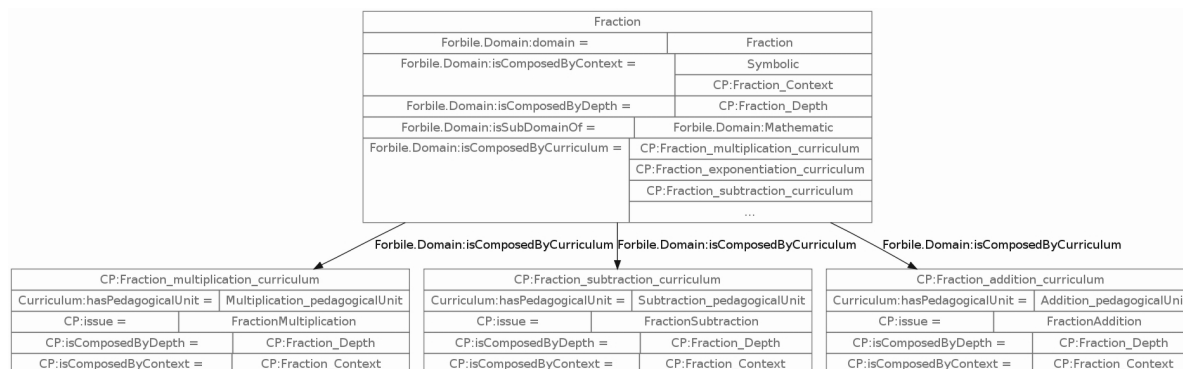 Fraction
Forbile.Domain:domain = Fraction
Forbile.Domain:isComposedByContext = Symbolic
CP:Fraction_Context
Forbile.Domain:isComposedByDepth = CP:Fraction_Depth
Forbile.Domain:isSubDomainOf = Forbile.Domain:Mathematic
Forbile.Domain:isComposedByCurriculum = CP:Fraction_multiplication_curriculum
CP:Fraction_exponentiation_curriculum
CP:Fraction_subtraction_curriculum
...
Forbile.Domain:isComposedByCurriculum Forbile.Domain:isComposedByCurriculum Forbile.Domain:isComposedByCurriculum
CP:Fraction_multiplication_curriculum
Curriculum:hasPedagogicalUnit = Multiplication_pedagogicalUnit
CP:issue = FractionMultiplication
CP:isComposedByDepth = CP:Fraction_Depth
CP:isComposedByContext = CP:Fraction_Context
CP:Fraction_subtraction_curriculum
Curriculum:hasPedagogicalUnit = Subtraction_pedagogicalUnit
CP:issue = FractionSubtraction
CP:isComposedByDepth = CP:Fraction_Depth
CP:isComposedByContext = CP:Fraction_Context
CP:Fraction_addition_curriculum
Curriculum:hasPedagogicalUnit = Addition_pedagogicalUnit
CP:issue = FractionAddition
CP:isComposedByDepth = CP:Fraction_Depth
CP:isComposedByContext = CP:Fraction_Context